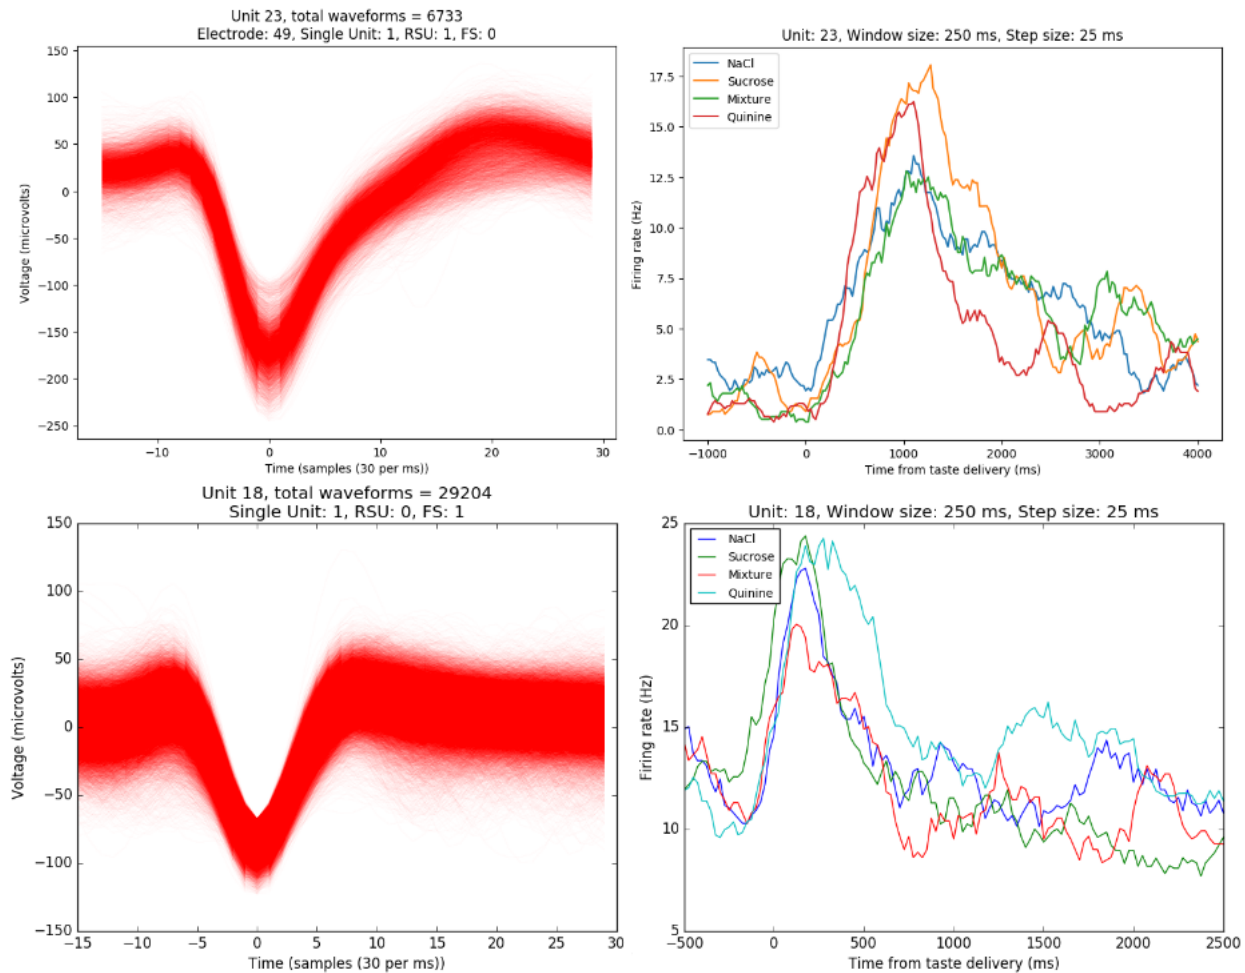 Unit 23, total waveforms = 6733
Electrode: 49, Single Unit: 1, RSU: 1, FS: 0
150
100
50
0
−50
−100
−150
−200
−250
Voltage (microvolts)
−10
0
10
20
30
Time (samples (30 per ms))
Unit: 23, Window size: 250 ms, Step size: 25 ms
NaCl
Sucrose
Mixture
Quinine
17.5
15.0
12.5
10.0
7.5
5.0
2.5
0.0
Firing rate (Hz)
−1000
0
1000
2000
3000
4000
Time from taste delivery (ms)
Unit 18, total waveforms = 29204
Single Unit: 1, RSU: 0, FS: 1
150
100
50
0
−50
−100
−150
Voltage (microvolts)
−15
−10
−5
0
5
10
15
20
25
30
Time (samples (30 per ms))
Unit: 18, Window size: 250 ms, Step size: 25 ms
NaCl
Sucrose
Mixture
Quinine
25
20
15
10
5
Firing rate (Hz)
−500
0
500
1000
1500
2000
2500
Time from taste delivery (ms)